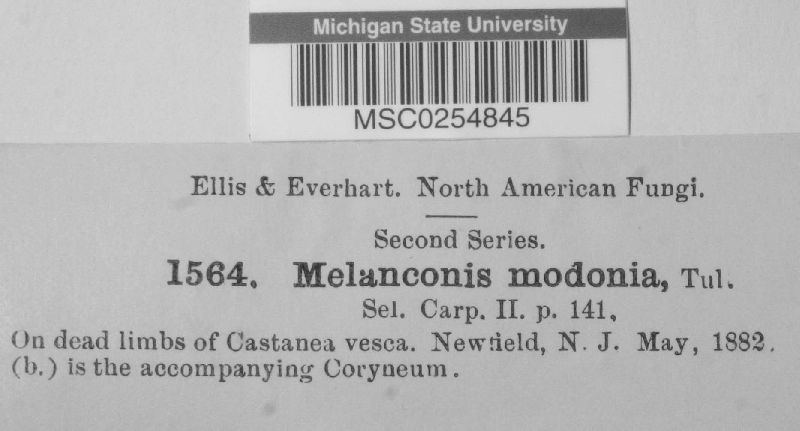 Michigan State University
MSC0254845
Ellis & Everhart. North American Fungi.
Second Series.
1564. Melanconis modonia, Tul.
Sel. Carp. II. p. 141.
On dead limbs of Castanea vesca. Newfield, N. J. May, 1882.
(b.) is the accompanying Coryneum.